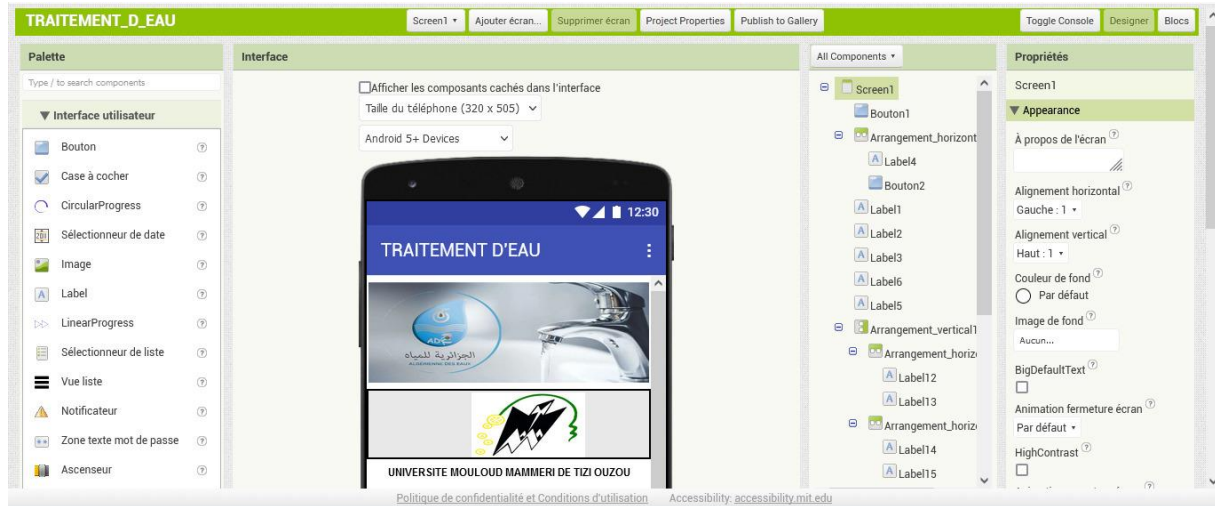 TRAITEMENT_D_EAU
Screen1
Ajouter écran...
Supprimer écran
Project Properties
Publish to Gallery
Toggle Console
Designer
Blocs
Palette
Type / to search components
Interface utilisateur
Bouton
Case à cocher
CircularProgress
Sélectionneur de date
Image
Label
LinearProgress
Sélectionneur de liste
Vue liste
Notificateur
Zone texte mot de passe
Ascenseur
Interface
Afficher les composants cachés dans l'interface
Taille du téléphone (320 x 505)
Android 5+ Devices
12:30
TRAITEMENT D'EAU
الجزائرية للمياه
ALGERIENNE DES EAUX
UNIVERSITE MOULOUD MAMMERI DE TIZI OUZOU
All Components
Screen1
Bouton1
Arrangement_horizont
Label4
Bouton2
Label1
Label2
Label3
Label6
Label5
Arrangement_vertical1
Arrangement_horizo
Label12
Label13
Arrangement_horizo
Label14
Label15
Propriétés
Screen1
Appearance
À propos de l'écran
Alignement horizontal
Gauche : 1
Alignement vertical
Haut : 1
Couleur de fond
Par défaut
Image de fond
Aucun...
BigDefaultText
Animation fermeture écran
Par défaut
HighContrast
Politique de confidentialité et Conditions d'utilisation
Accessibility: accessibility.mit.edu